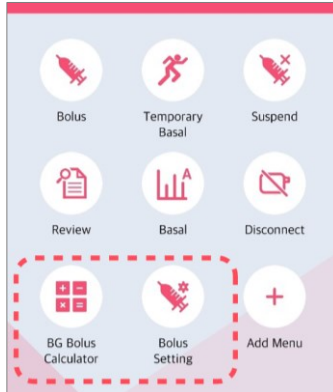 Bolus
Temporary
Basal
Suspend
Review
Basal
Disconnect
BG Bolus
Calculator
Bolus
Setting
Add Menu